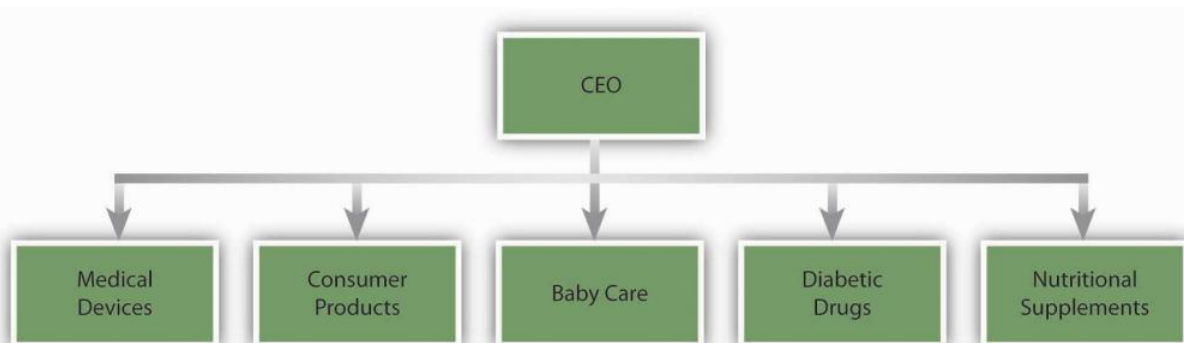 CEO
Medical
Devices
Consumer
Products
Baby Care
Diabetic
Drugs
Nutritional
Supplements